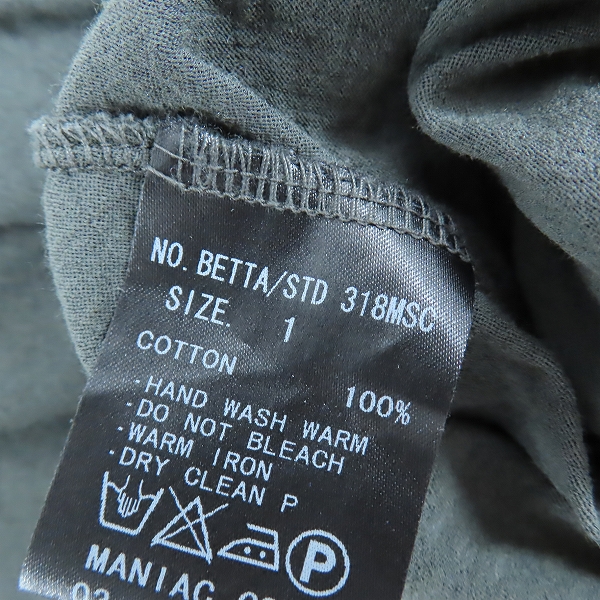 NO. BETTA/STD 318MSC
SIZE. 1
COTTON 100%
·HAND WASH WARM
·DO NOT BLEACH
·WARM IRON
·DRY CLEAN P
P
MANIAC